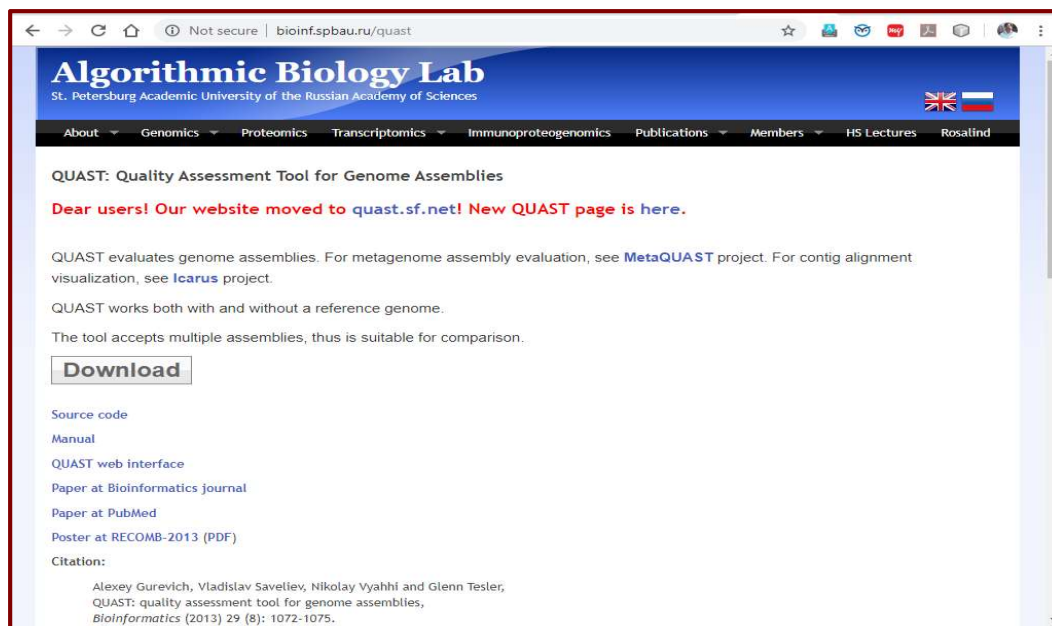 Not secure | bioinf.spbau.ru/quast
Algorithmic Biology Lab
St. Petersburg Academic University of the Russian Academy of Sciences
About Genomics Proteomics Transcriptomics Immunoproteogenomics Publications Members HS Lectures Rosalind
QUAST: Quality Assessment Tool for Genome Assemblies
Dear users! Our website moved to quast.sf.net! New QUAST page is here.
QUAST evaluates genome assemblies. For metagenome assembly evaluation, see MetaQUAST project. For contig alignment
visualization, see Icarus project.
QUAST works both with and without a reference genome.
The tool accepts multiple assemblies, thus is suitable for comparison.
Download
Source code
Manual
QUAST web interface
Paper at Bioinformatics journal
Paper at PubMed
Poster at RECOMB-2013 (PDF)
Citation:
Alexey Gurevich, Vladislav Saveliev, Nikolay Vyahhi and Glenn Tesler,
QUAST: quality assessment tool for genome assemblies,
Bioinformatics (2013) 29 (8): 1072-1075.